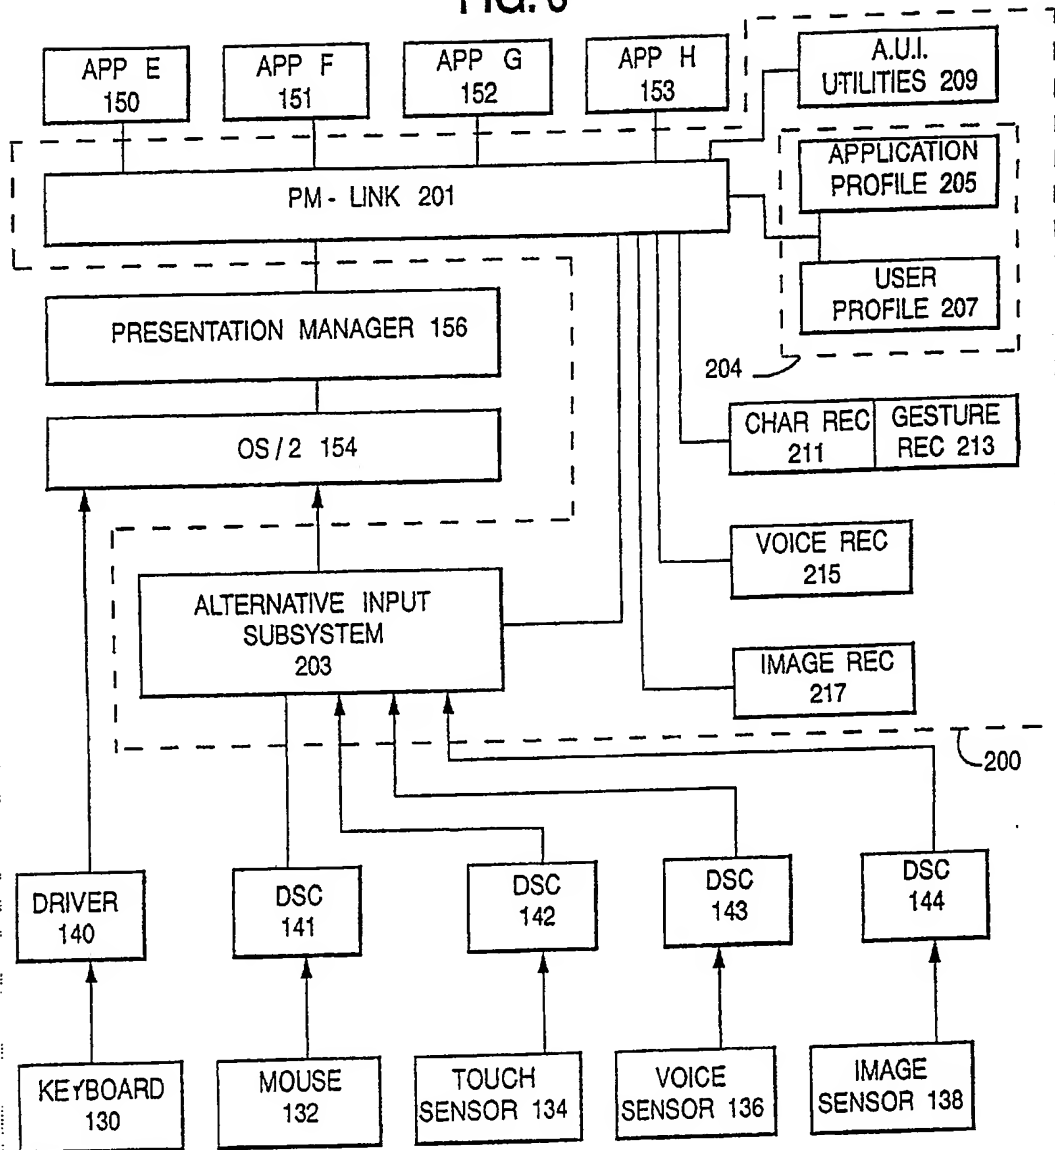 APP E
150
APP F
151
APP G
152
APP H
153
A.U.I.
UTILITIES 209
APPLICATION
PROFILE 205
PM - LINK 201
USER
PROFILE 207
PRESENTATION MANAGER 156
204
CHAR REC
211
GESTURE
REC 213
OS / 2 154
VOICE REC
215
ALTERNATIVE INPUT
SUBSYSTEM
203
IMAGE REC
217
200
DRIVER
140
DSC
141
DSC
142
DSC
143
DSC
144
KEYBOARD
130
MOUSE
132
TOUCH
SENSOR 134
VOICE
SENSOR 136
IMAGE
SENSOR 138